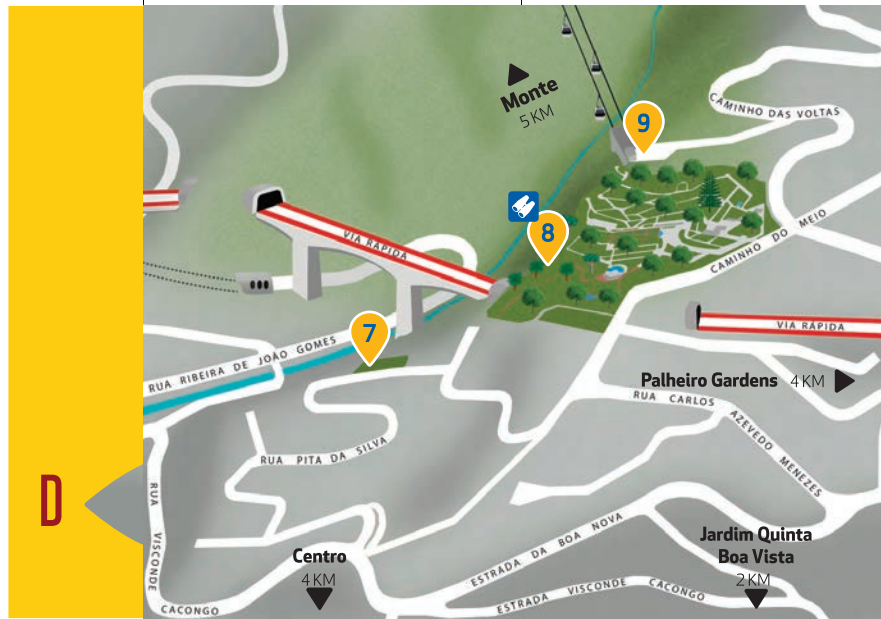 Monte
5 KM
9
CAMINHO DAS VOLTAS
8
VIA RÁPIDA
CAMINHO DO MEIO
7
VIA RÁPIDA
RUA RIBEIRA DE JOÃO GOMES
Palheiro Gardens 4 KM
RUA CARLOS AZEVEDO MENEZES
RUA PITA DA SILVA
D
RUA VISCONDE CACONGO
Centro
4 KM
ESTRADA DA BOA NOVA
Jardim Quinta
Boa Vista
2 KM
ESTRADA VISCONDE CACONGO